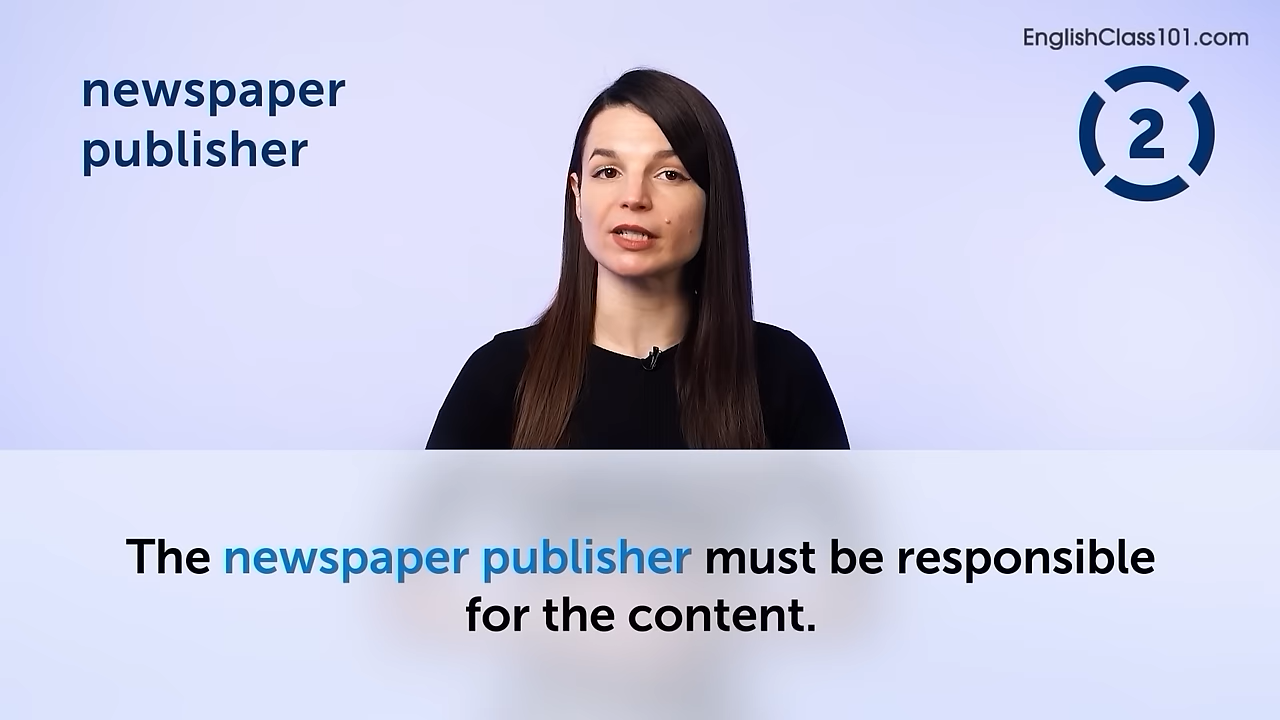 EnglishClass101.com
newspaper
publisher
2
The newspaper publisher must be responsible
for the content.